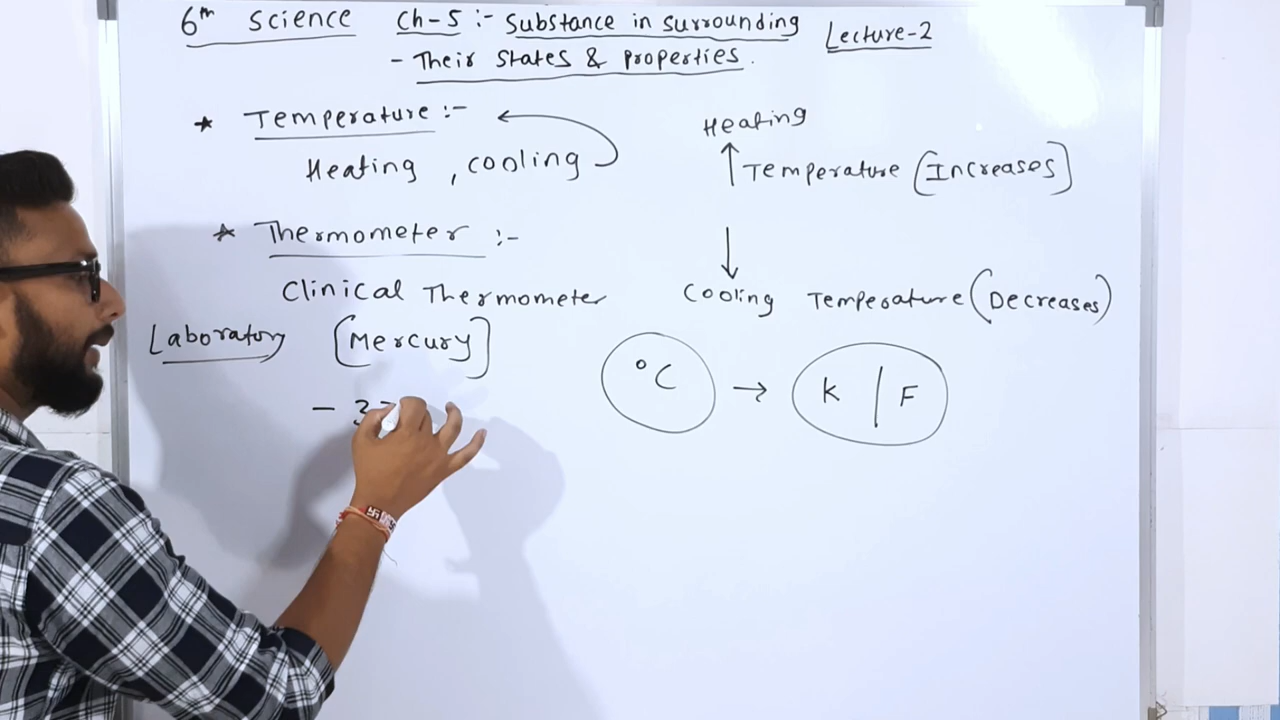 6th Science Ch-5 :- Substance in surrounding Lecture-2
- Their States & Properties.
* Temperature :-
Heating , cooling
Heating
↑ Temperature (Increases)
↓
Cooling Temperature (Decreases)
* Thermometer :-
Clinical Thermometer
Laboratory [Mercury]
- 3
°C → K | F